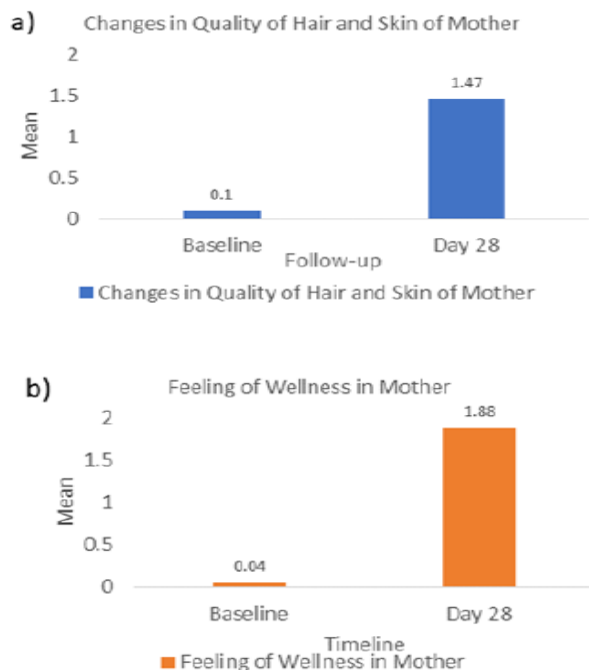 a)
Changes in Quality of Hair and Skin of Mother
2
1.5
1
0.5
0
Mean
0.1
1.47
Baseline
Day 28
Follow-up
Changes in Quality of Hair and Skin of Mother
b)
Feeling of Wellness in Mother
2
1.5
1
0.5
0
Mean
0.04
1.88
Baseline
Day 28
Timeline
Feeling of Wellness in Mother